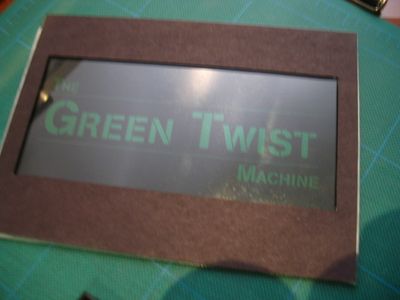 The
Green Twist
Machine